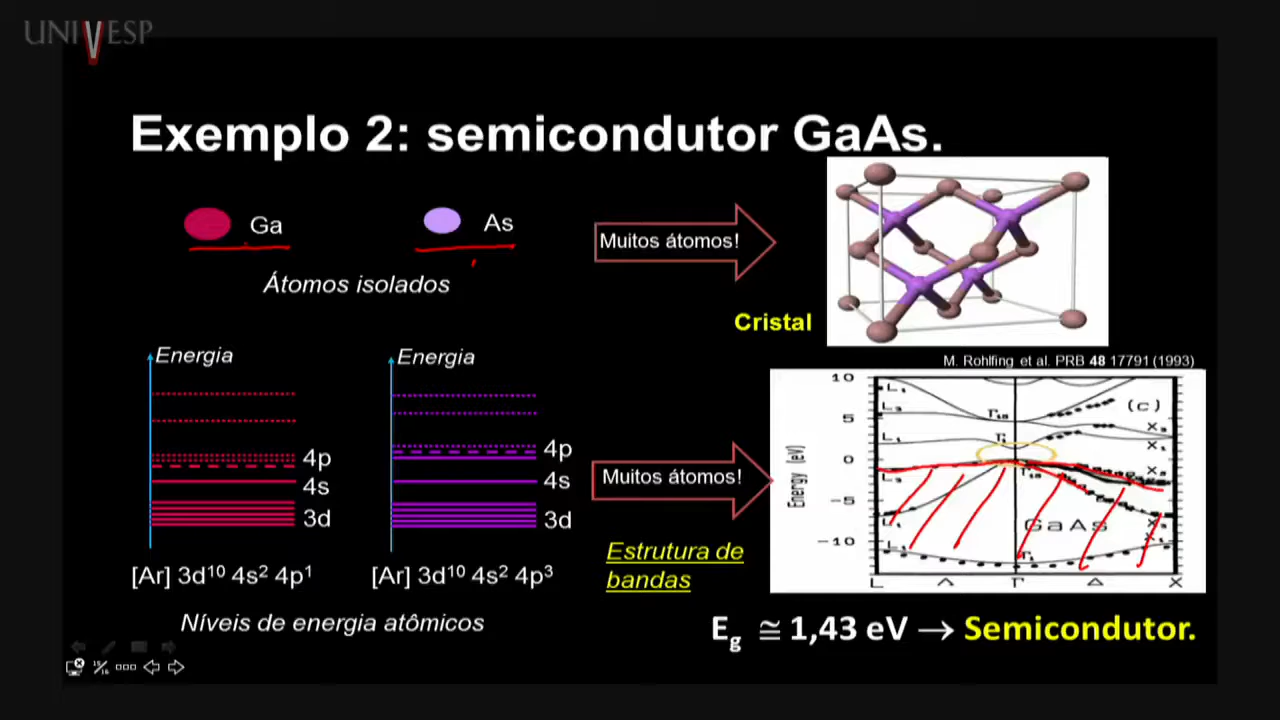 UNIVESP
Exemplo 2: semicondutor GaAs.
Ga
As
Muitos átomos!
Átomos isolados
Cristal
M. Rohlfing et al. PRB 48 17791 (1993)
Energia
Energia
4p
4s
3d
4p
4s
3d
Muitos átomos!
Estrutura de
bandas
[Ar] 3d¹⁰ 4s² 4p¹
[Ar] 3d¹⁰ 4s² 4p³
Níveis de energia atômicos
Energy (eV)
10
5
0
−5
−10
(c)
GaAs
L
Λ
Γ
Δ
X
E_g ≅ 1,43 eV → Semicondutor.